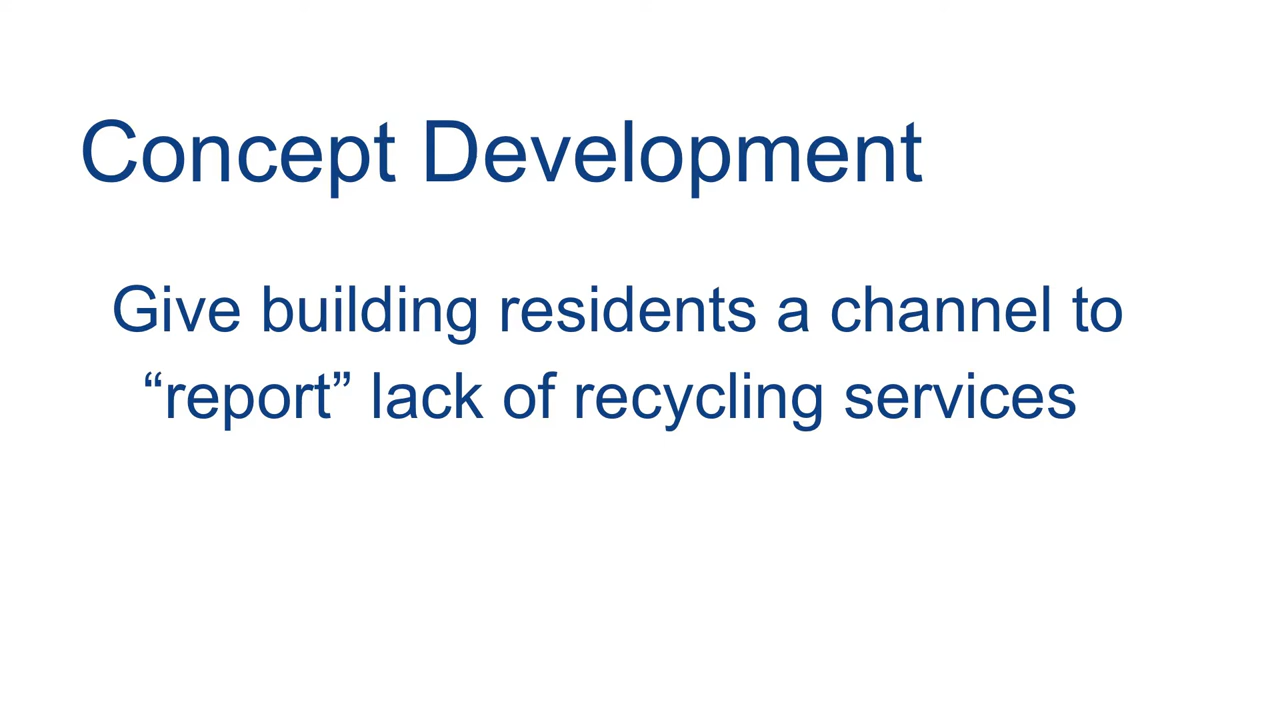 Concept Development
Give building residents a channel to
“report” lack of recycling services